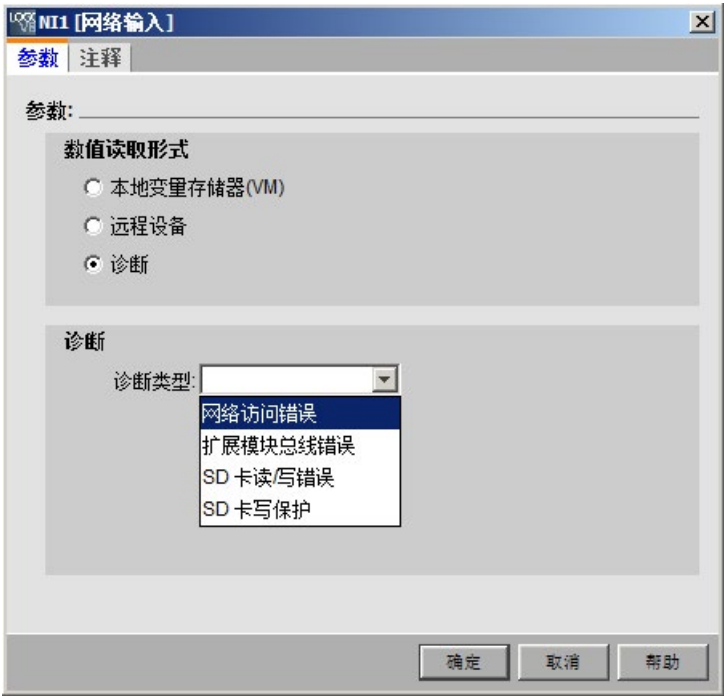 NI1 [网络输入]
参数 注释
参数:
数值读取形式
本地变量存储器(VM)
远程设备
诊断
诊断
诊断类型:
网络访问错误
扩展模块总线错误
SD 卡读/写错误
SD 卡写保护
确定 取消 帮助